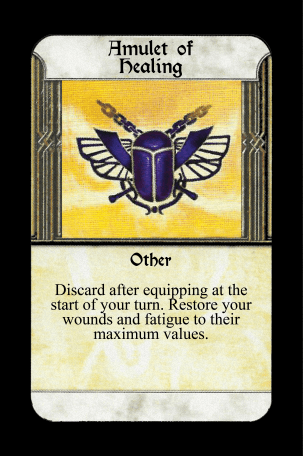 Amulet of
Healing
Other
Discard after equipping at the
start of your turn. Restore your
wounds and fatigue to their
maximum values.